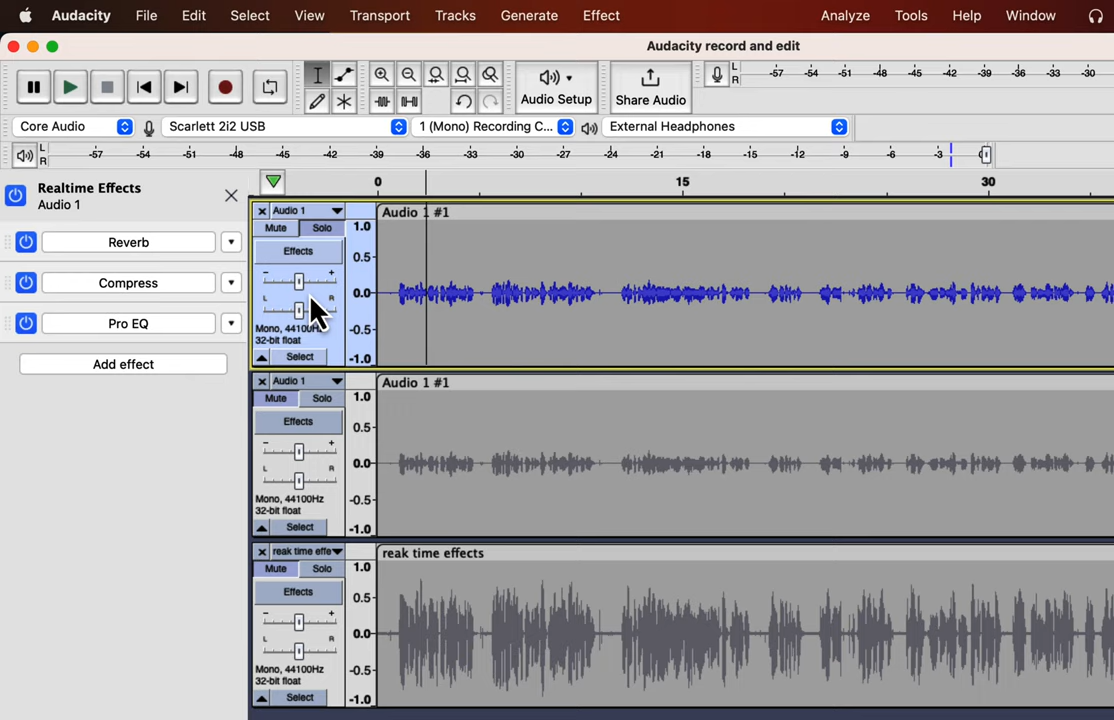 Audacity File Edit Select View Transport Tracks Generate Effect Analyze Tools Help Window
Audacity record and edit
Audio Setup
Share Audio
L
R
-57 -54 -51 -48 -45 -42 -39 -36 -33 -30
Core Audio Scarlett 2i2 USB 1 (Mono) Recording C... External Headphones
L
R
-57 -54 -51 -48 -45 -42 -39 -36 -33 -30 -27 -24 -21 -18 -15 -12 -9 -6 -3 0
Realtime Effects
Audio 1
0 15 30
Reverb
Compress
Pro EQ
Add effect
Audio 1
Audio 1 #1
Mute Solo
Effects
- +
L R
Mono, 44100Hz
32-bit float
Select
1.0
0.5-
0.0-
-0.5-
-1.0
Audio 1
Audio 1 #1
Mute Solo
Effects
- +
L R
Mono, 44100Hz
32-bit float
Select
1.0
0.5-
0.0-
-0.5-
-1.0
reak time effe
reak time effects
Mute Solo
Effects
- +
L R
Mono, 44100Hz
32-bit float
Select
1.0
0.5-
0.0-
-0.5-
-1.0